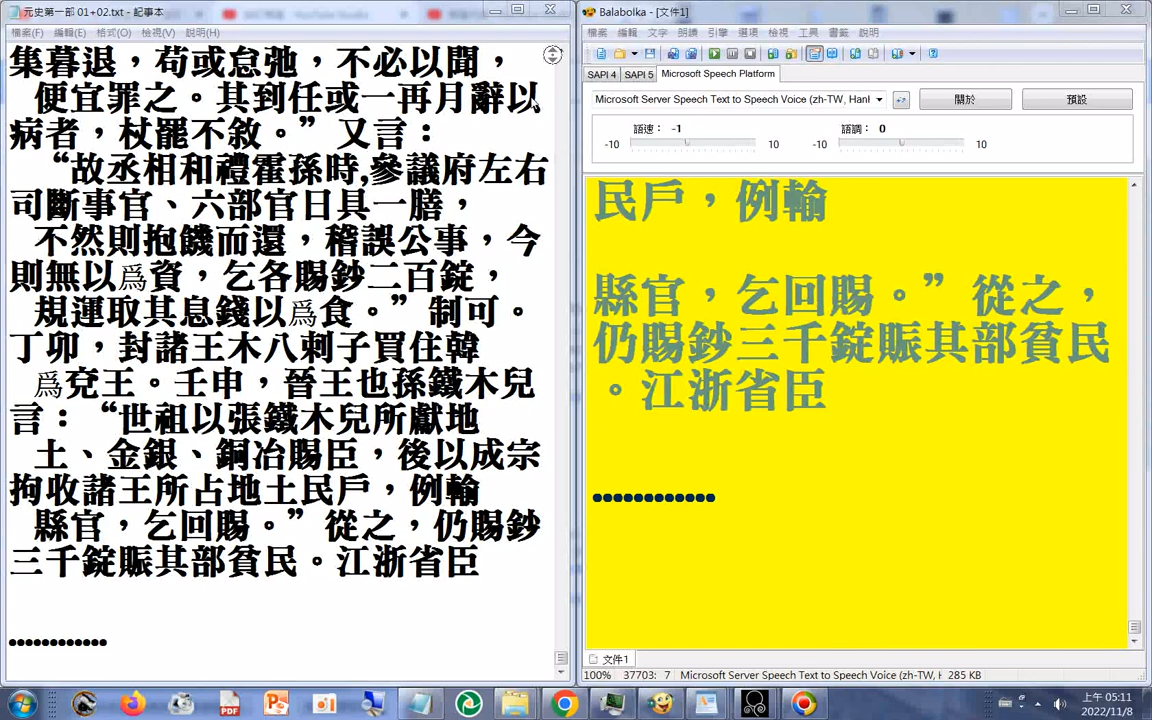 元史第一部 01+02.txt - 記事本
檔案(F) 編輯(E) 格式(O) 檢視(V) 說明(H)
集暮退，苟或怠弛，不必以聞，
便宜罪之。其到任或一再月辭以
病者，杖罷不敘。”又言：
“故丞相和禮霍孫時,參議府左右
司斷事官、六部官日具一膳，
不然則抱饑而還，稽誤公事，今
則無以爲資，乞各賜鈔二百錠，
規運取其息錢以爲食。”制可。
丁卯，封諸王木八剌子買住韓
爲兗王。壬申，晉王也孫鐵木兒
言：“世祖以張鐵木兒所獻地
土、金銀、銅冶賜臣，後以成宗
拘收諸王所占地土民戶，例輸
縣官，乞回賜。”從之，仍賜鈔
三千錠賑其部貧民。江浙省臣
●●●●●●●●●●●●
Balabolka - [文件1]
檔案 編輯 文字 朗讀 引擎 選項 檢視 工具 書籤 說明
SAPI 4 SAPI 5 Microsoft Speech Platform
Microsoft Server Speech Text to Speech Voice (zh-TW, Hanl 關於 預設
語速： -1 語調： 0
-10 10 -10 10
民戶，例輸
縣官，乞回賜。”從之，
仍賜鈔三千錠賑其部貧民
。江浙省臣
●●●●●●●●●●●●
文件1
100% 37703: 7 Microsoft Server Speech Text to Speech Voice (zh-TW, H 285 KB
上午 05:11
2022/11/8